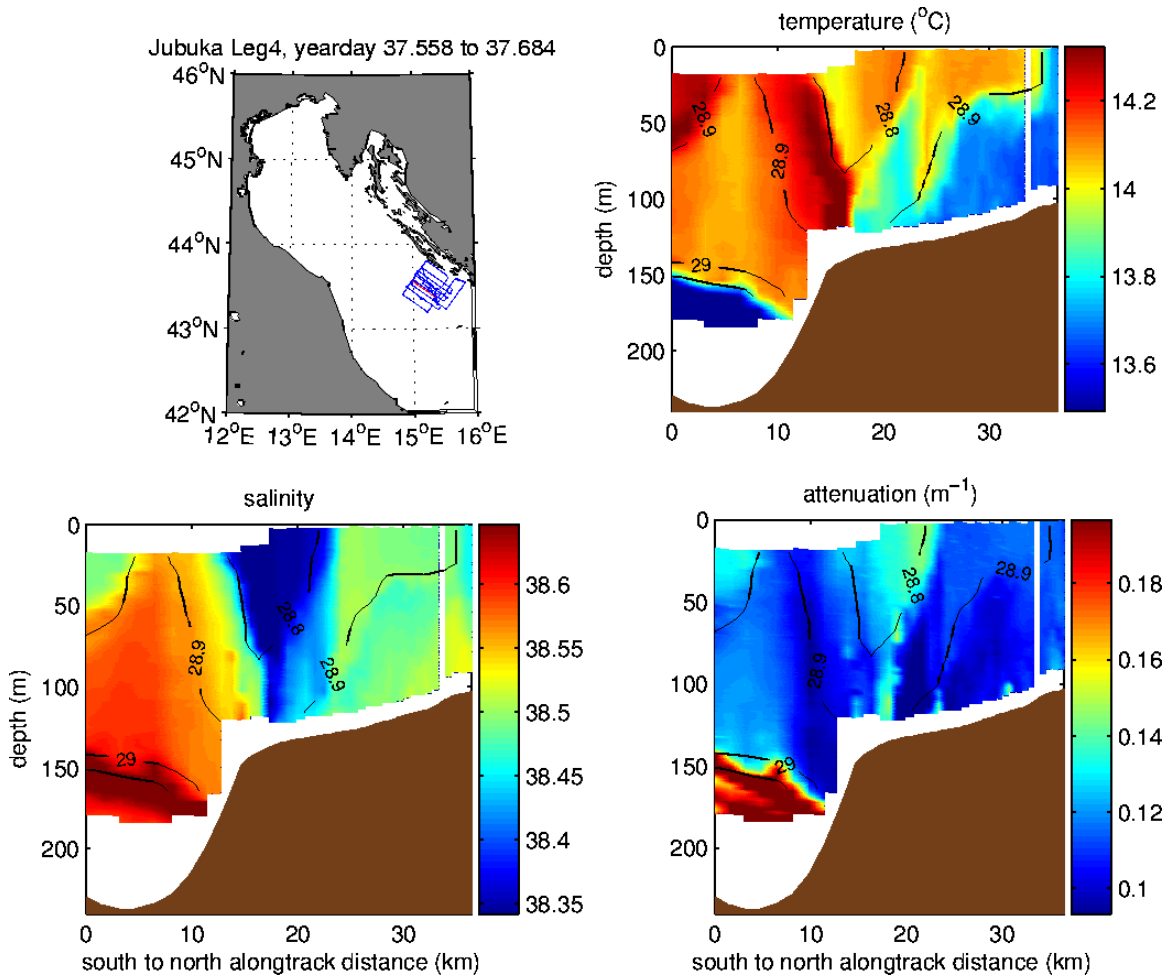 Jubuka Leg4, yearday 37.558 to 37.684
46°N
45°N
44°N
43°N
42°N
12°E 13°E 14°E 15°E 16°E
temperature (°C)
depth (m)
0
50
100
150
200
0 10 20 30
28.9
28.9
28.8
28.9
29
14.2
14
13.8
13.6
salinity
depth (m)
0
50
100
150
200
0 10 20 30
south to north alongtrack distance (km)
28.9
28.8
28.9
29
38.6
38.55
38.5
38.45
38.4
38.35
attenuation (m⁻¹)
0
50
100
150
200
0 10 20 30
south to north alongtrack distance (km)
28.9
28.8
28.9
29
0.18
0.16
0.14
0.12
0.1